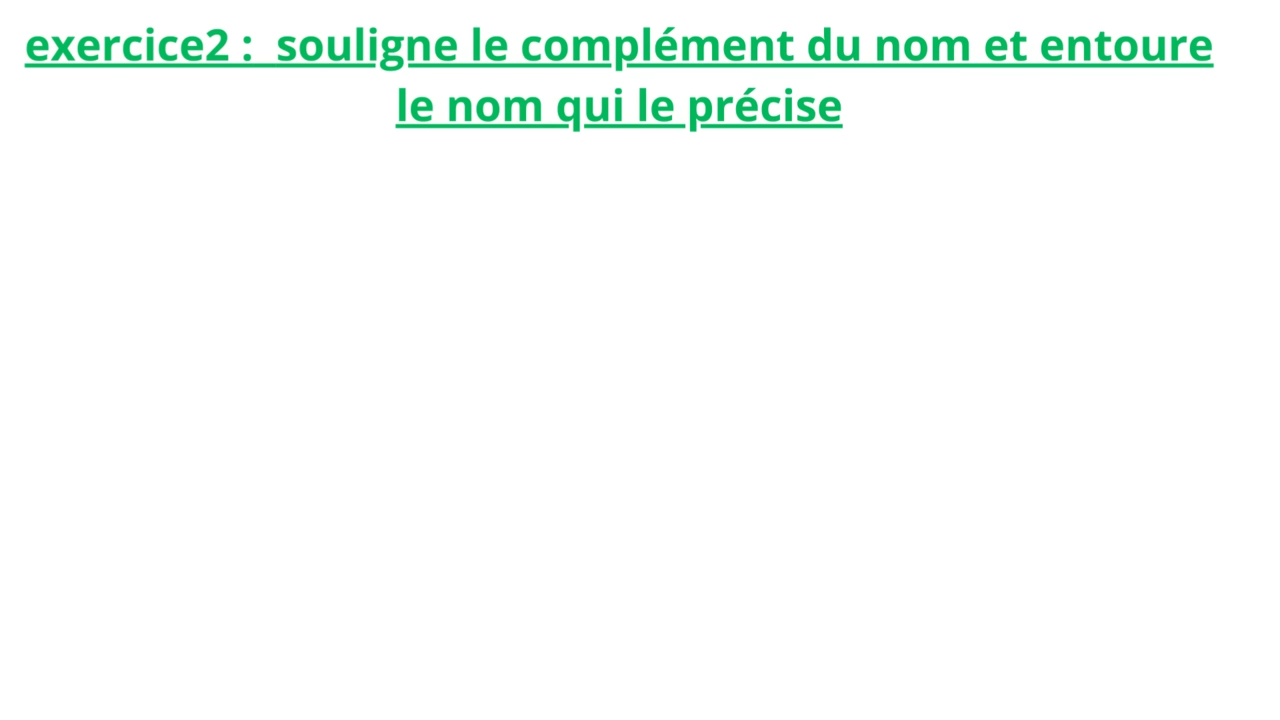 exercice2 : souligne le complément du nom et entoure
le nom qui le précise